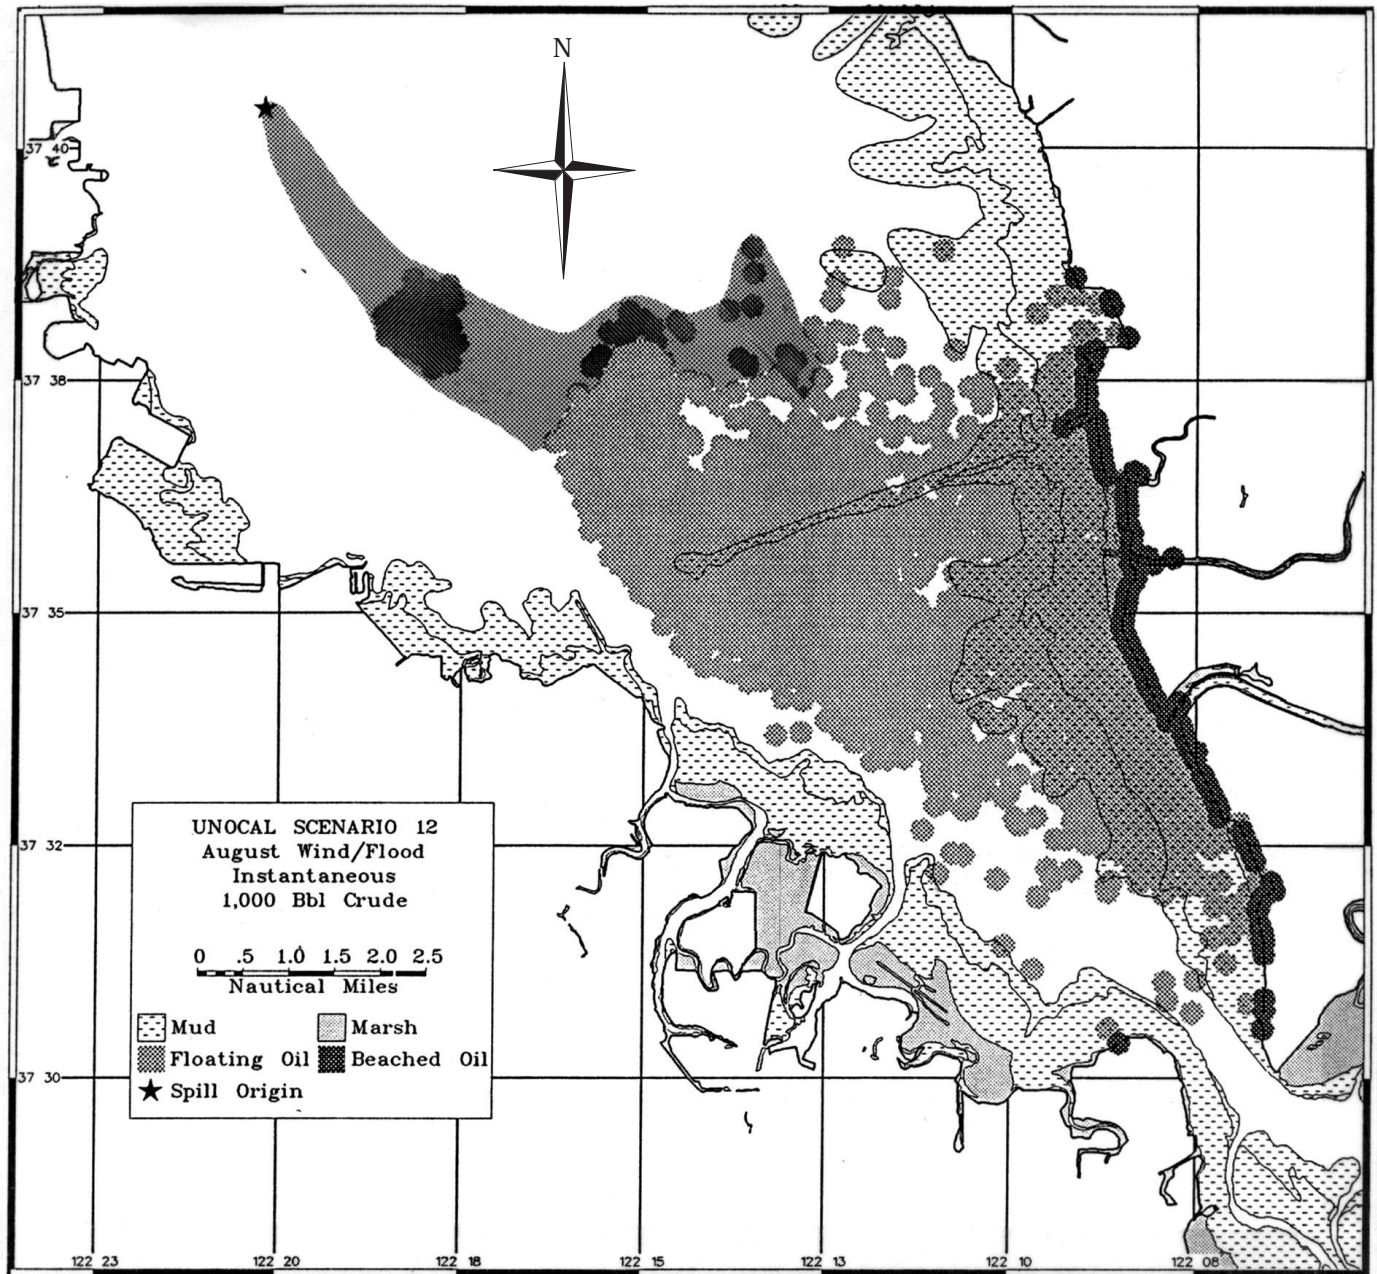 N
37 40
37 38
37 35
37 32
37 30
UNOCAL SCENARIO 12
August Wind/Flood
Instantaneous
1,000 Bbl Crude
0 .5 1.0 1.5 2.0 2.5
Nautical Miles
Mud Marsh
Floating Oil Beached Oil
Spill Origin
122 23 122 20 122 18 122 15 122 13 122 10 122 08